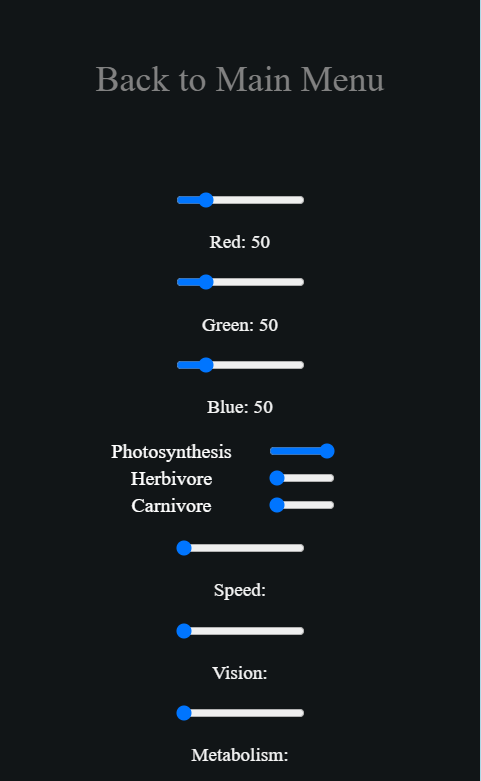 Back to Main Menu
Red: 50
Green: 50
Blue: 50
Photosynthesis
Herbivore
Carnivore
Speed:
Vision:
Metabolism: